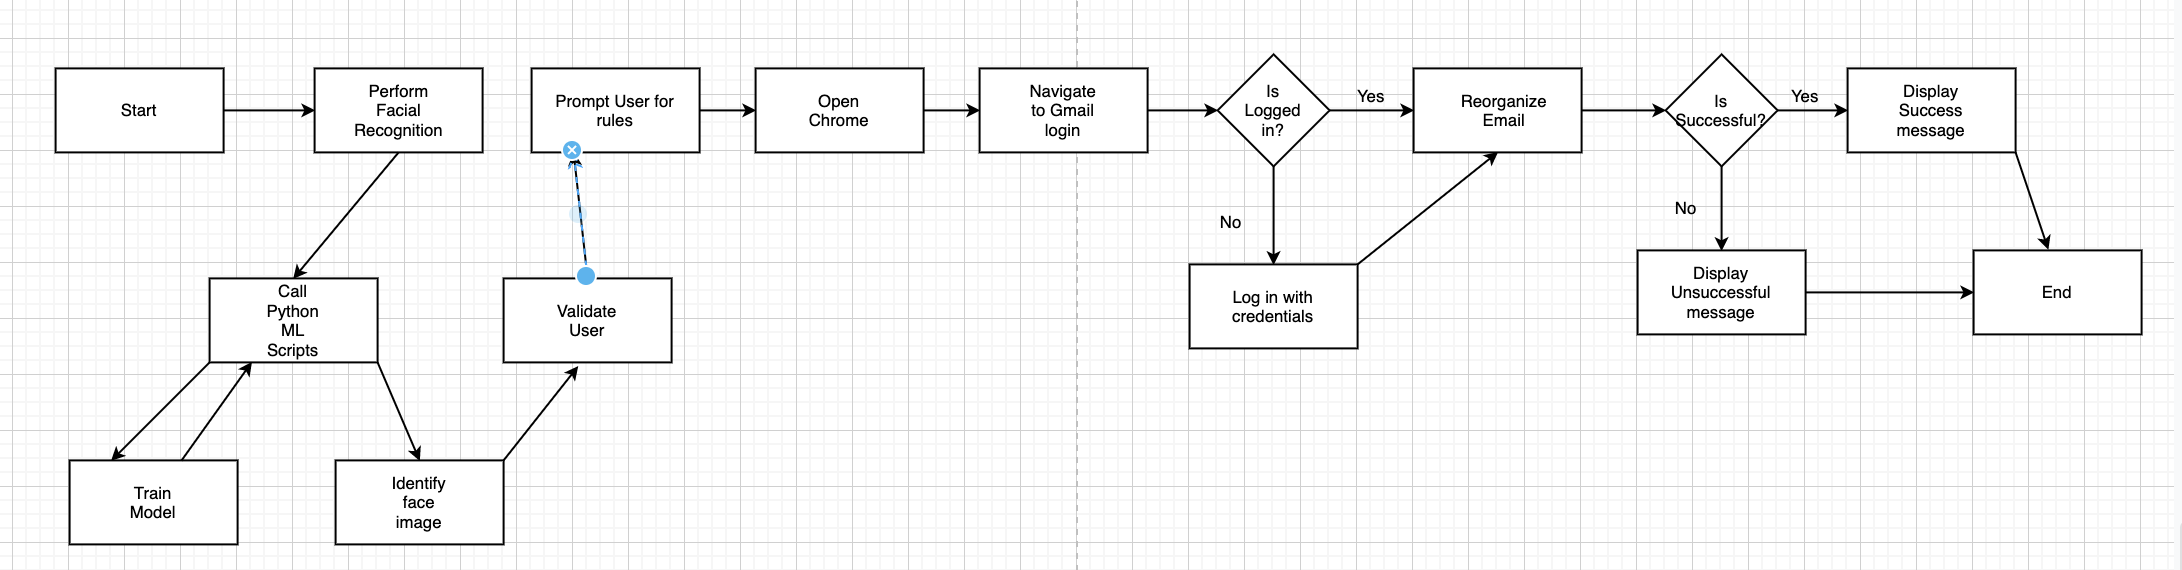 Start
Perform
Facial
Recognition
Prompt User for
rules
Open
Chrome
Navigate
to Gmail
login
Is
Logged
in?
Yes
Reorganize
Email
Is
Successful?
Yes
Display
Success
message
No
No
Call
Python
ML
Scripts
Validate
User
Log in with
credentials
Display
Unsuccessful
message
End
Train
Model
Identify
face
image